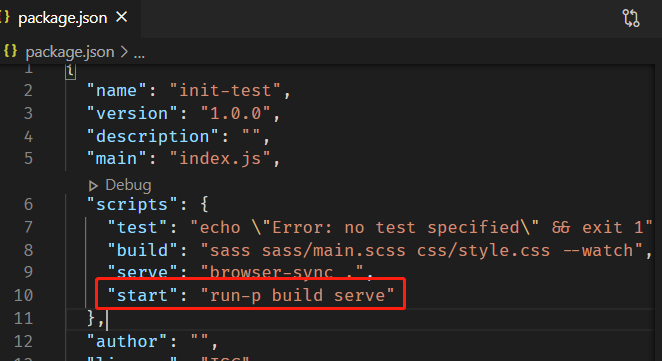 {} package.json ×
{} package.json > ...
1 {
2 "name": "init-test",
3 "version": "1.0.0",
4 "description": "",
5 "main": "index.js",
Debug
6 "scripts": {
7 "test": "echo \"Error: no test specified\" && exit 1"
8 "build": "sass sass/main.scss css/style.css --watch",
9 "serve": "browser-sync .",
10 "start": "run-p build serve"
11 },
12 "author": "",
13 "license": "ISC"